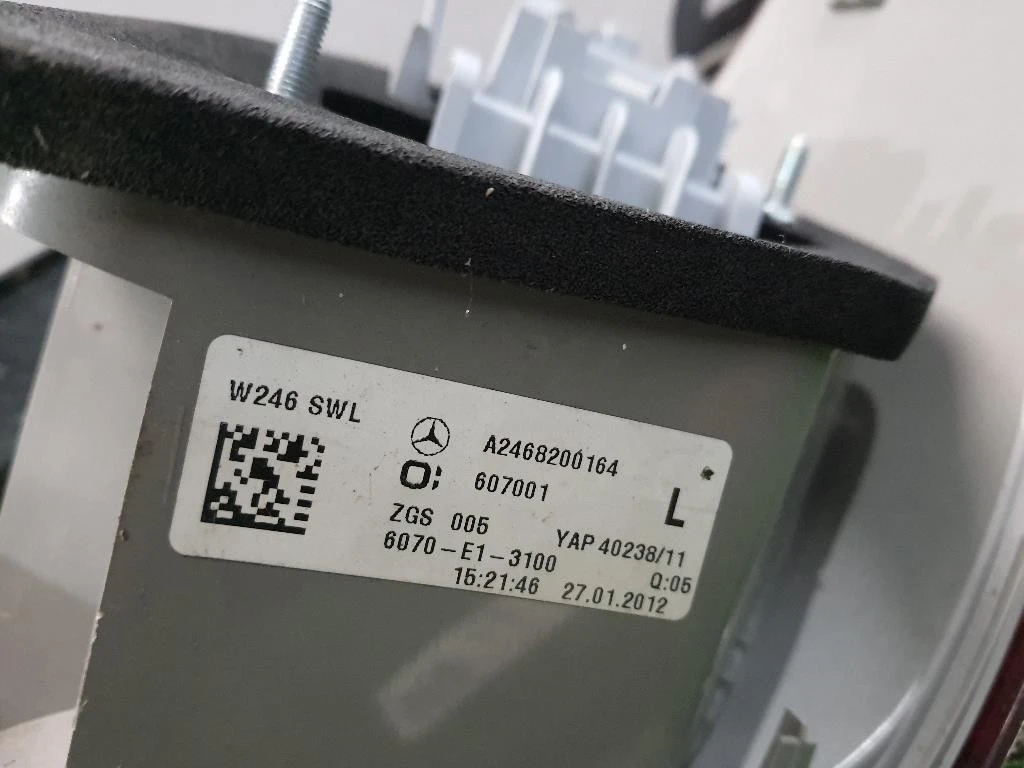 W246 SWL
A2468200164
607001
L
ZGS 005
YAP 40238/11
6070-E1-3100
Q:05
15:21:46 27.01.2012